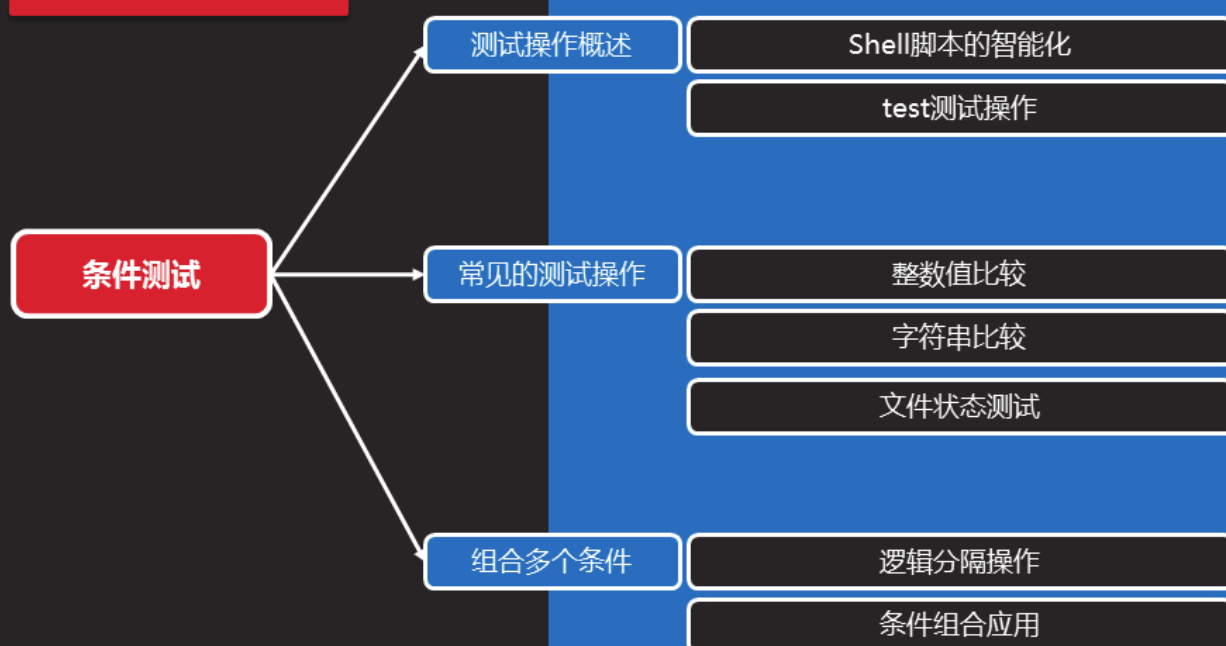 测试操作概述
Shell脚本的智能化
test测试操作
条件测试
常见的测试操作
整数值比较
字符串比较
文件状态测试
组合多个条件
逻辑分隔操作
条件组合应用